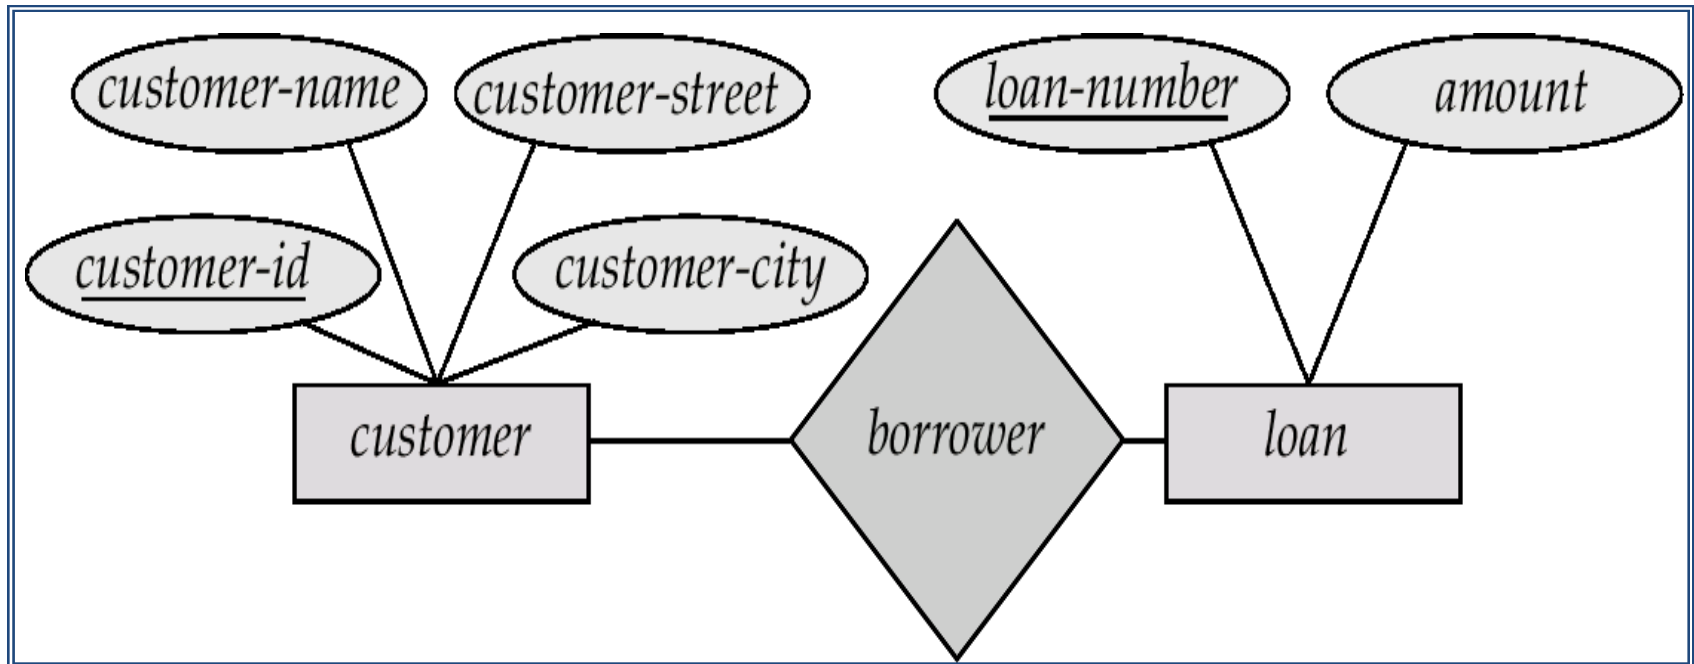 customer-name
customer-street
loan-number
amount
customer-id
customer-city
customer
borrower
loan